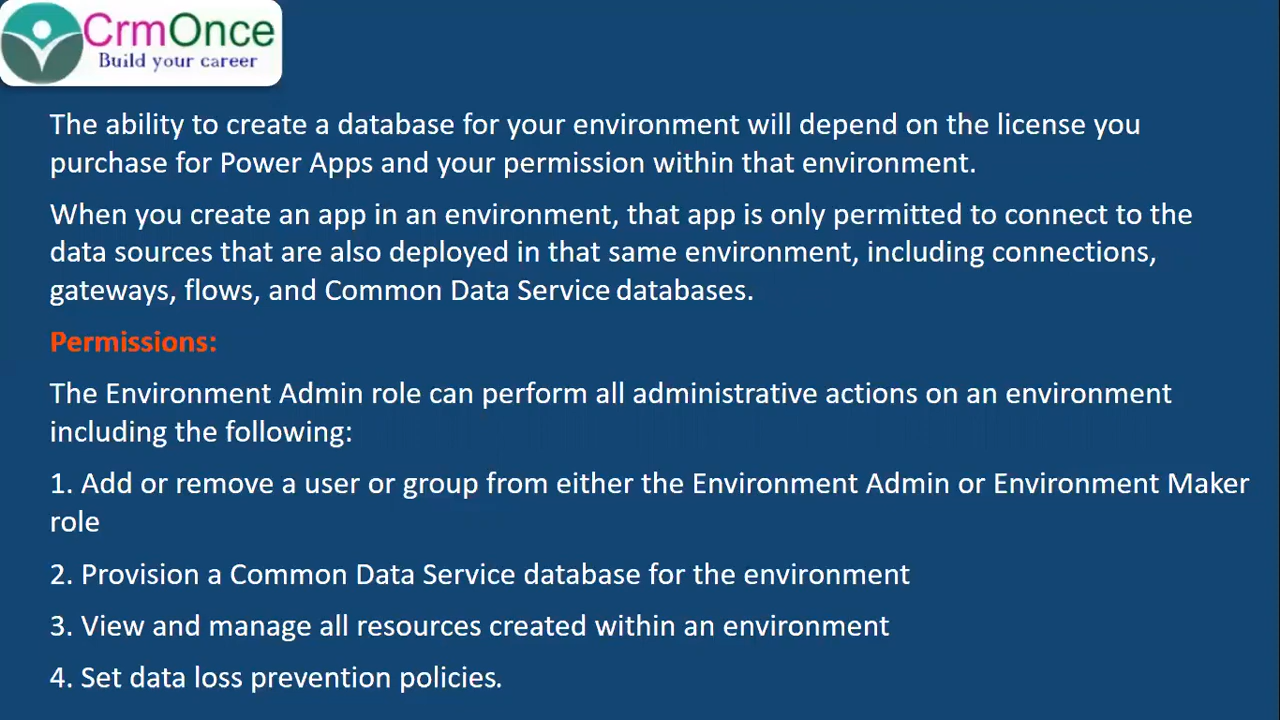 CrmOnce
Build your career
The ability to create a database for your environment will depend on the license you
purchase for Power Apps and your permission within that environment.
When you create an app in an environment, that app is only permitted to connect to the
data sources that are also deployed in that same environment, including connections,
gateways, flows, and Common Data Service databases.
Permissions:
The Environment Admin role can perform all administrative actions on an environment
including the following:
1. Add or remove a user or group from either the Environment Admin or Environment Maker
role
2. Provision a Common Data Service database for the environment
3. View and manage all resources created within an environment
4. Set data loss prevention policies.